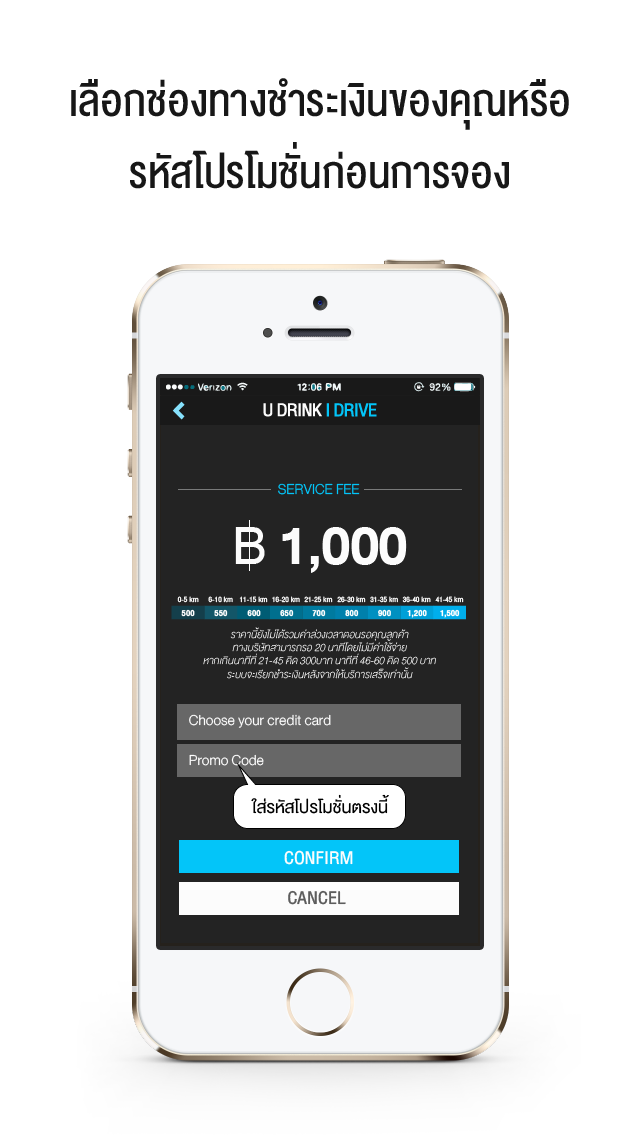 เลือกช่องทางชำระเงินของคุณหรือ
รหัสโปรโมชั่นก่อนการจอง
Verizon 12:06 PM 92%
U DRINK I DRIVE
SERVICE FEE
฿ 1,000
0-5 km 6-10 km 11-15 km 16-20 km 21-25 km 26-30 km 31-35 km 36-40 km 41-45 km
500 550 600 650 700 800 900 1,200 1,500
ราคานี้ยังไม่ได้รวมค่าล่วงเวลาตอนรอคุณลูกค้า
ทางบริษัทสามารถรอ 20 นาทีโดยไม่มีค่าใช้จ่าย
หากเกินนาทีที่ 21-45 คิด 300บาท นาทีที่ 46-60 คิด 500 บาท
ระบบจะเรียกชำระเงินหลังจากให้บริการเสร็จเท่านั้น
Choose your credit card
Promo Code
ใส่รหัสโปรโมชั่นตรงนี้
CONFIRM
CANCEL